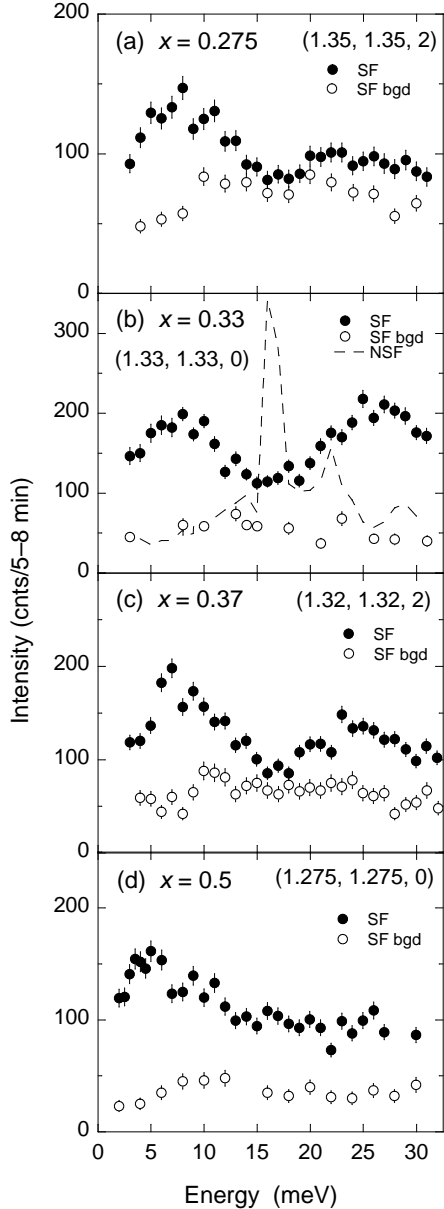 200
(a) x = 0.275 (1.35, 1.35, 2)
SF
SF bgd
100
0
(b) x = 0.33
SF
SF bgd
NSF
(1.33, 1.33, 0)
300
200
100
0
(c) x = 0.37 (1.32, 1.32, 2)
SF
SF bgd
200
100
0
(d) x = 0.5 (1.275, 1.275, 0)
SF
SF bgd
200
100
0
0 5 10 15 20 25 30
Energy (meV)
Intensity (cnts/5–8 min)